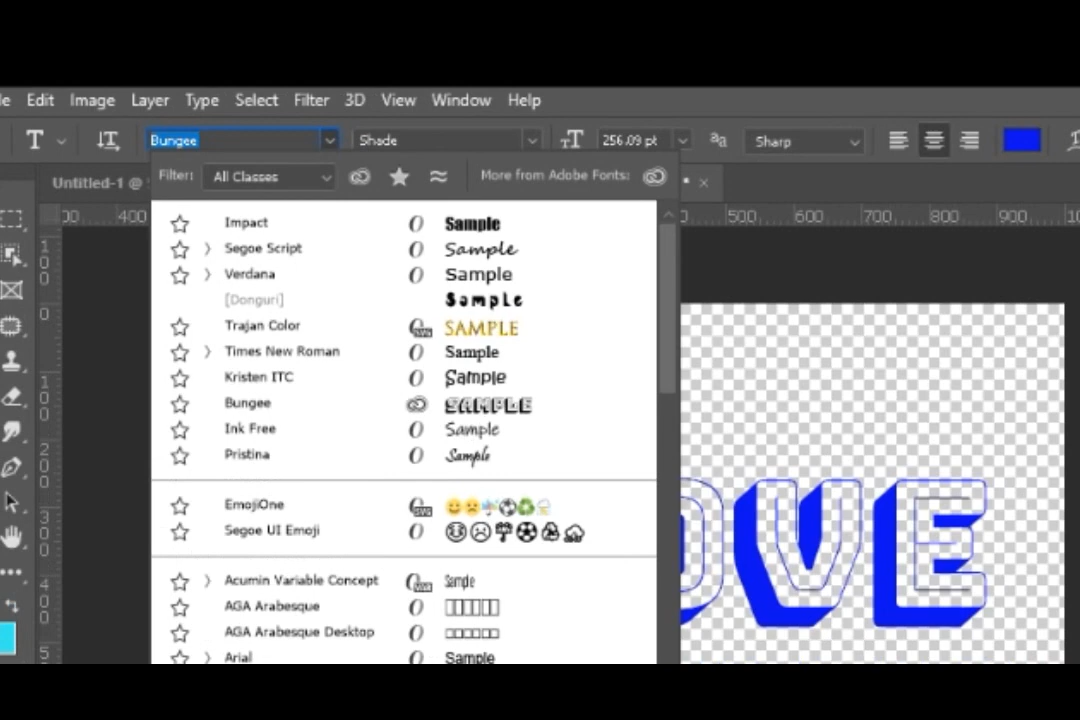 Edit Image Layer Type Select Filter 3D View Window Help
T Bungee Shade 256.09 pt aa Sharp
Untitled-1 @
Filter: All Classes More from Adobe Fonts:
400 500 600 700 800 900
Impact Sample
Segoe Script Sample
Verdana Sample
[Donguri] Sample
Trajan Color SAMPLE
Times New Roman Sample
Kristen ITC Sample
Bungee SAMPLE
Ink Free Sample
Pristina Sample
EmojiOne
Segoe UI Emoji
Acumin Variable Concept Sample
AGA Arabesque
AGA Arabesque Desktop
Arial Sample
OVE